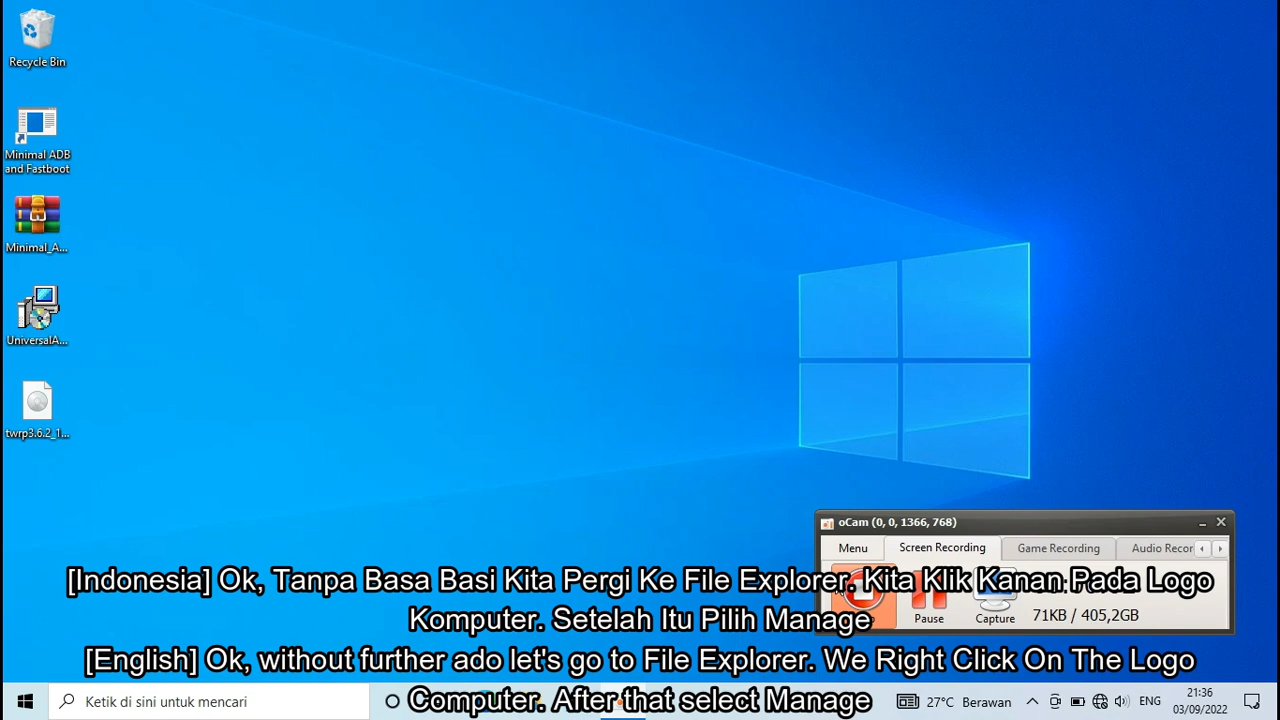 Recycle Bin
Minimal ADB
and Fastboot
Minimal_A...
UniversalA...
twrp3.6.2_1...
oCam (0, 0, 1366, 768)
Menu
Screen Recording
Game Recording
Audio Recor
Pause
Capture
71KB / 405,2GB
[Indonesia] Ok, Tanpa Basa Basi Kita Pergi Ke File Explorer. Kita Klik Kanan Pada Logo
Komputer. Setelah Itu Pilih Manage
[English] Ok, without further ado let's go to File Explorer. We Right Click On The Logo
Computer. After that select Manage
Ketik di sini untuk mencari
27°C Berawan
ENG
21:36
03/09/2022